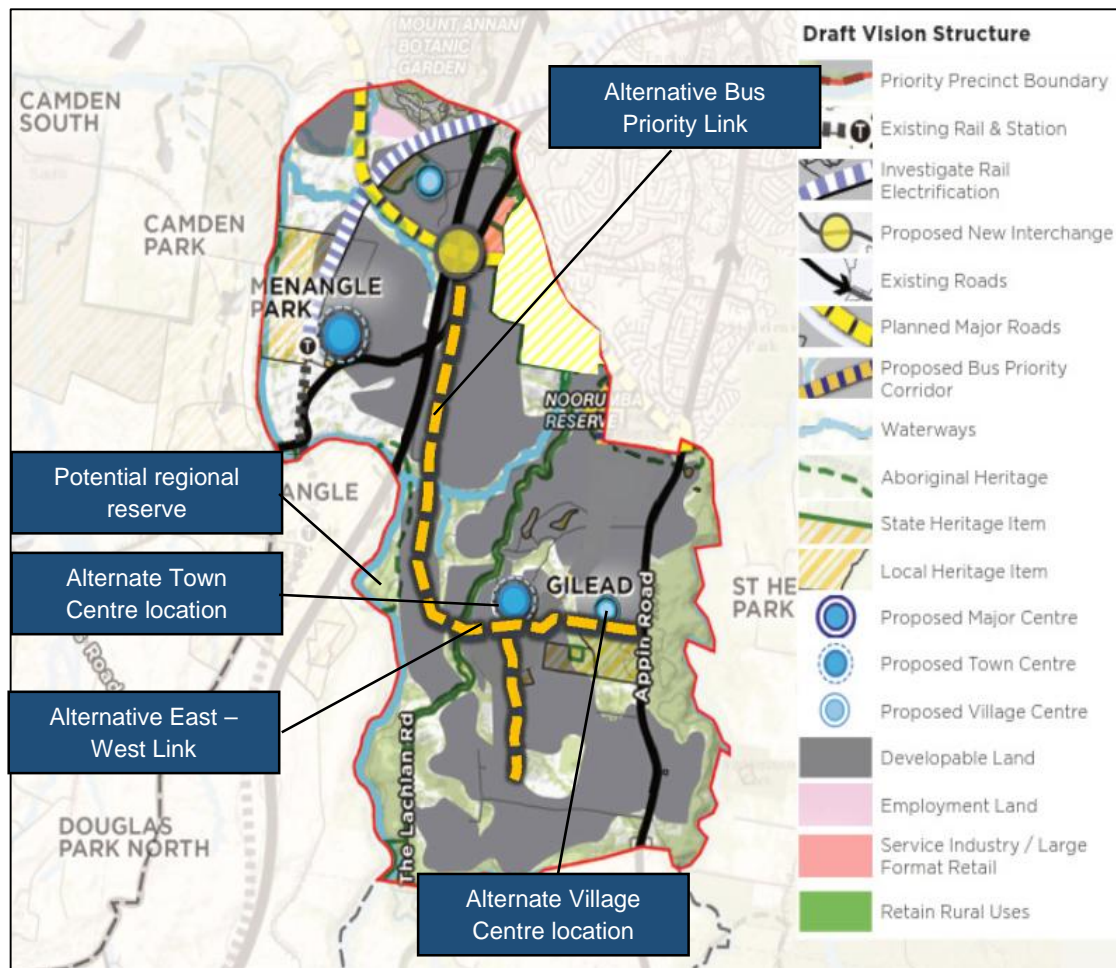 Draft Vision Structure
MOUNT ANNAN
BOTANIC
GARDEN
Alternative Bus
Priority Link
CAMDEN
SOUTH
Priority Precinct Boundary
T
Existing Rail & Station
Investigate Rail
Electrification
CAMDEN
PARK
Proposed New Interchange
MENANGLE
PARK
Existing Roads
T
Planned Major Roads
NOORUMBA
RESERVE
Proposed Bus Priority
Corridor
Waterways
Potential regional
reserve
ANGLE
Aboriginal Heritage
State Heritage Item
Alternate Town
Centre location
GILEAD
ST HE
PARK
Local Heritage Item
Proposed Major Centre
Road
Appin Road
Proposed Town Centre
Alternative East –
West Link
Proposed Village Centre
The Lachlan Rd
Developable Land
Employment Land
DOUGLAS
PARK NORTH
Service Industry / Large
Format Retail
Alternate Village
Centre location
Retain Rural Uses